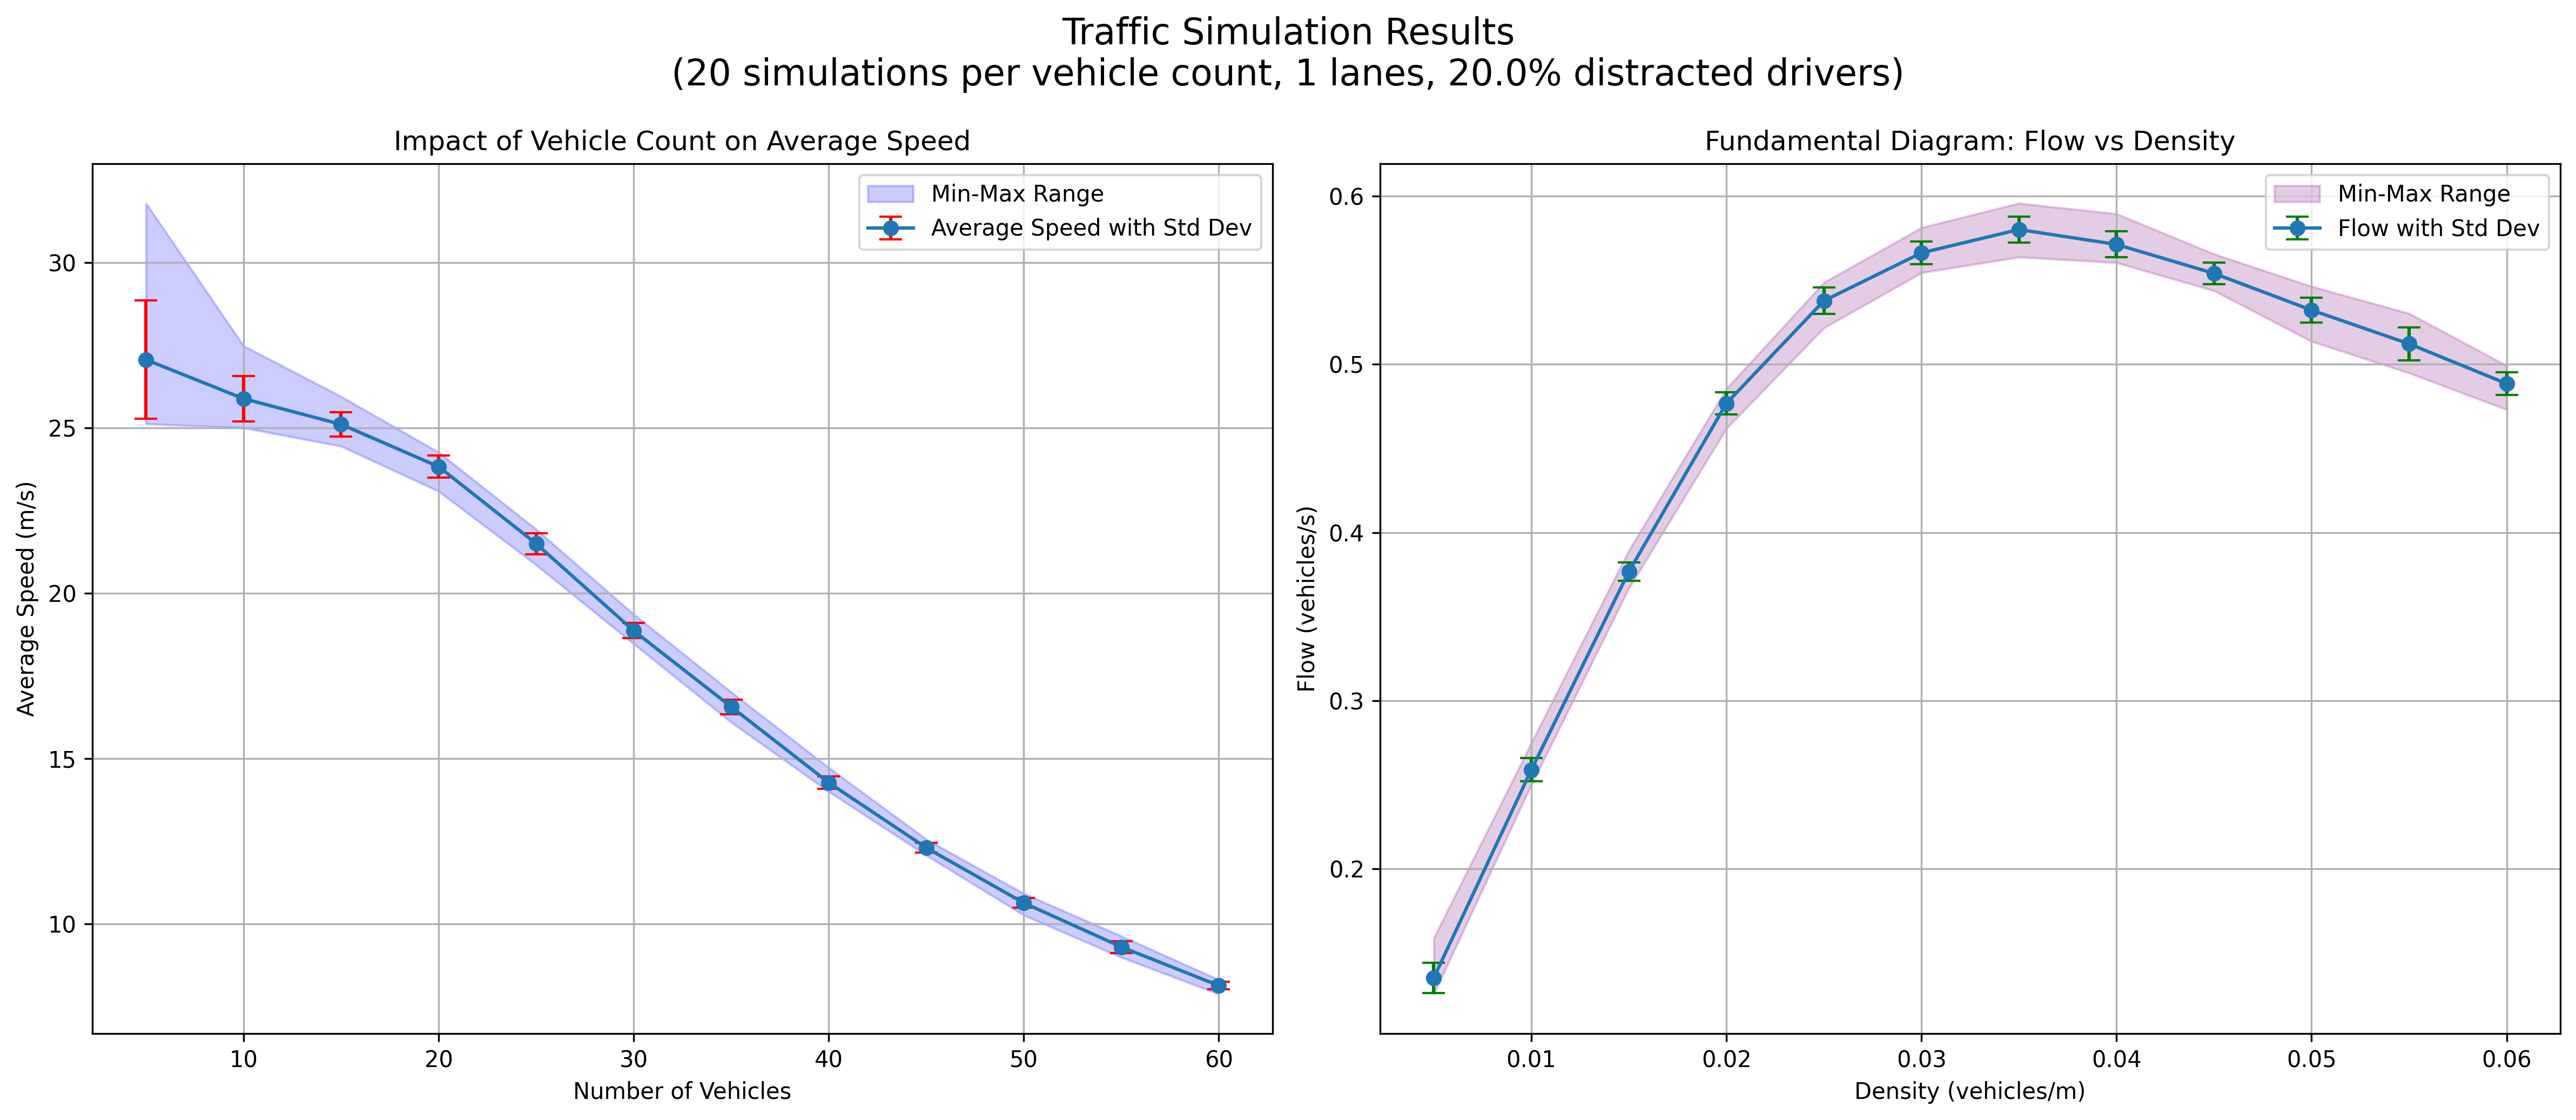 Traffic Simulation Results
(20 simulations per vehicle count, 1 lanes, 20.0% distracted drivers)
Impact of Vehicle Count on Average Speed
Min-Max Range
Average Speed with Std Dev
Average Speed (m/s)
30
25
20
15
10
10
20
30
40
50
60
Number of Vehicles
Fundamental Diagram: Flow vs Density
Min-Max Range
Flow with Std Dev
Flow (vehicles/s)
0.6
0.5
0.4
0.3
0.2
0.01
0.02
0.03
0.04
0.05
0.06
Density (vehicles/m)